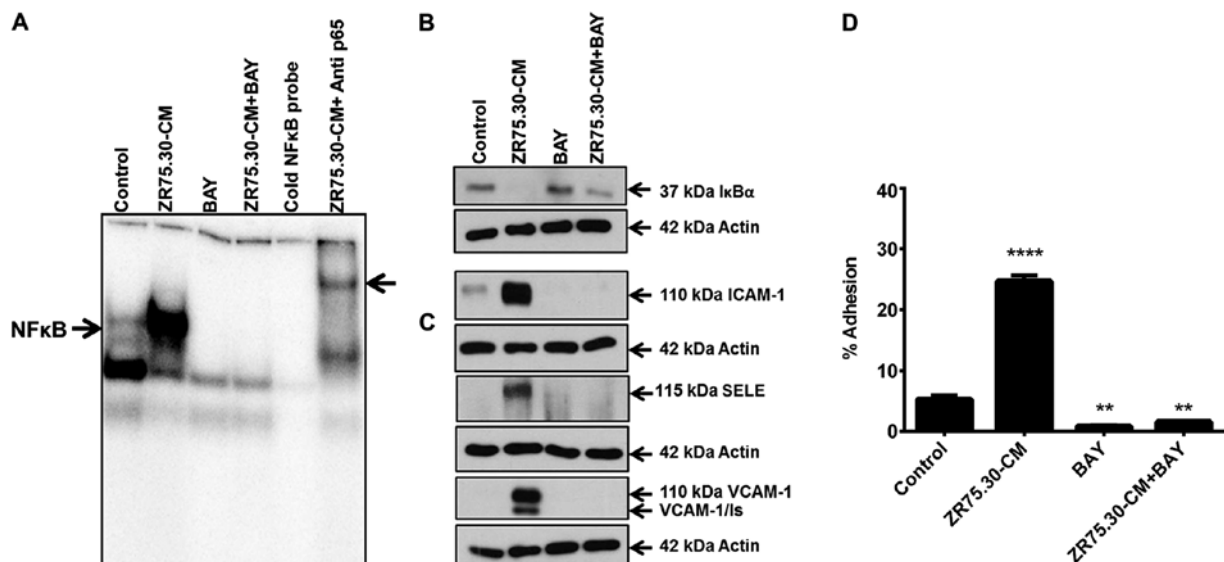 A
Control
ZR75.30-CM
BAY
ZR75.30-CM+BAY
Cold NFκB probe
ZR75.30-CM+ Anti p65
NFκB
B
Control
ZR75.30-CM
BAY
ZR75.30-CM+BAY
37 kDa IκBα
42 kDa Actin
110 kDa ICAM-1
C
42 kDa Actin
115 kDa SELE
42 kDa Actin
110 kDa VCAM-1
VCAM-1/Is
42 kDa Actin
D
% Adhesion
40
30
20
10
0
****
**
**
Control
ZR75.30-CM
BAY
ZR75.30-CM+BAY